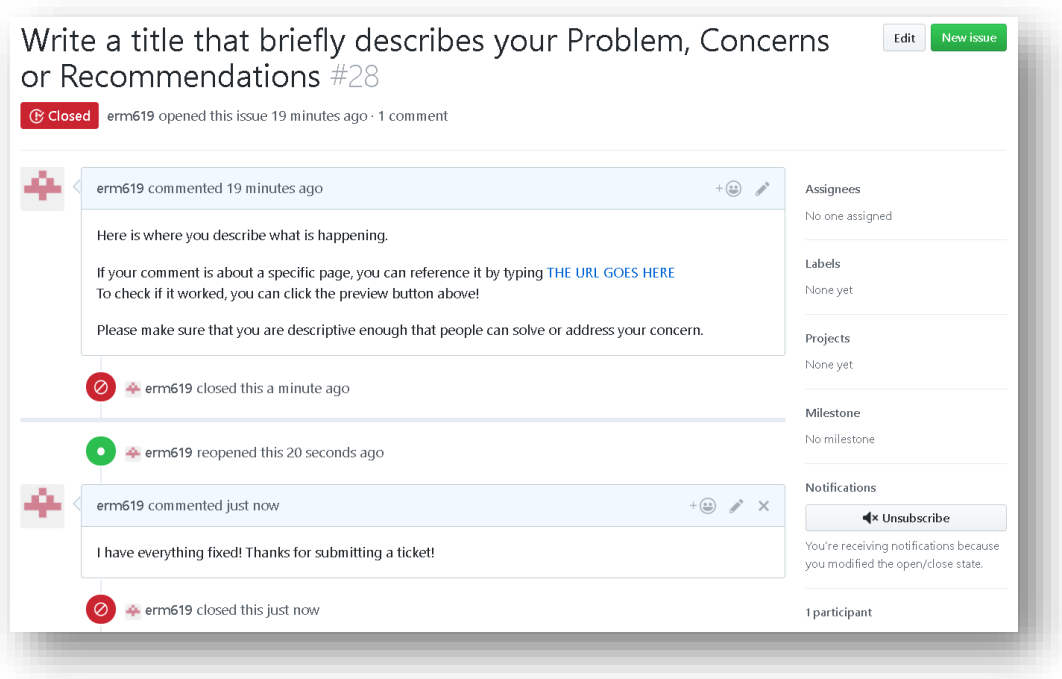 Write a title that briefly describes your Problem, Concerns
or Recommendations #28
Edit
New issue
Closed
erm619 opened this issue 19 minutes ago · 1 comment
erm619 commented 19 minutes ago
Here is where you describe what is happening.
If your comment is about a specific page, you can reference it by typing THE URL GOES HERE
To check if it worked, you can click the preview button above!
Please make sure that you are descriptive enough that people can solve or address your concern.
erm619 closed this a minute ago
erm619 reopened this 20 seconds ago
erm619 commented just now
I have everything fixed! Thanks for submitting a ticket!
erm619 closed this just now
Assignees
No one assigned
Labels
None yet
Projects
None yet
Milestone
No milestone
Notifications
Unsubscribe
You're receiving notifications because
you modified the open/close state.
1 participant